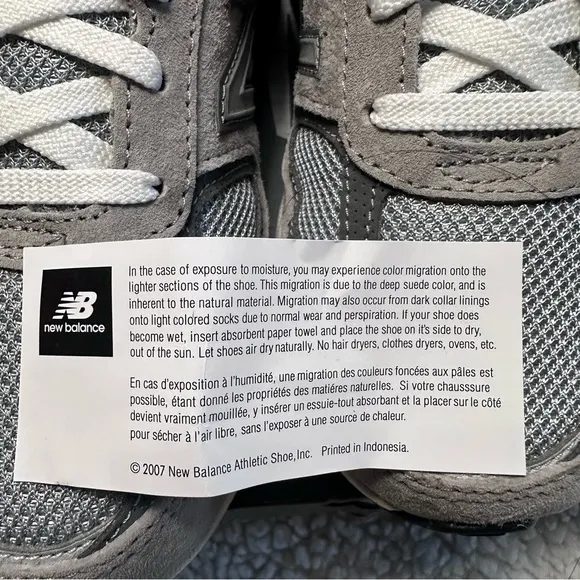 NB
new balance
In the case of exposure to moisture, you may experience color migration onto the
lighter sections of the shoe. This migration is due to the deep suede color, and is
inherent to the natural material. Migration may also occur from dark collar linings
onto light colored socks due to normal wear and perspiration. If your shoe does
become wet, insert absorbent paper towel and place the shoe on it's side to dry,
out of the sun. Let shoes air dry naturally. No hair dryers, clothes dryers, ovens, etc.
En cas d'exposition à l'humidité, une migration des couleurs foncées aux pâles est
possible, étant donné les propriétés des matières naturelles. Si votre chausssure
devient vraiment mouillée, y insérer un essuie-tout absorbant et la placer sur le côté
pour sécher à l'air libre, sans l'exposer à une source de chaleur.
© 2007 New Balance Athletic Shoe, Inc. Printed in Indonesia.